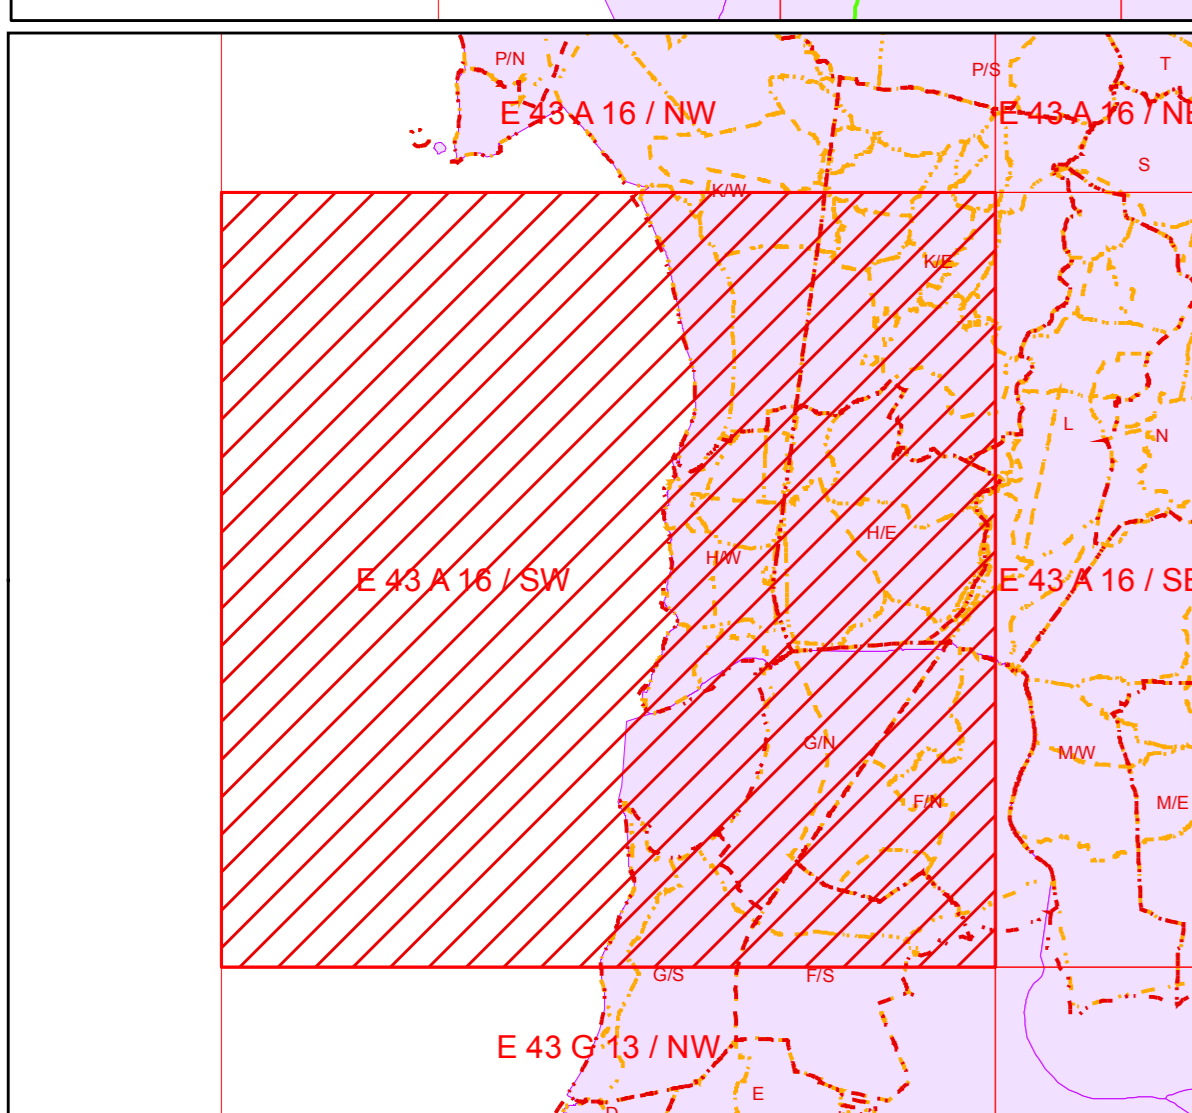 P/N
P/S
T
E 43 A 16 / NW
E 43 A 16 / NE
S
K/W
K/E
L
N
H/E
H/W
E 43 A 16 / SW
E 43 A 16 / SE
G/N
M/W
F/N
M/E
G/S
F/S
E 43 G 13 / NW
E
D